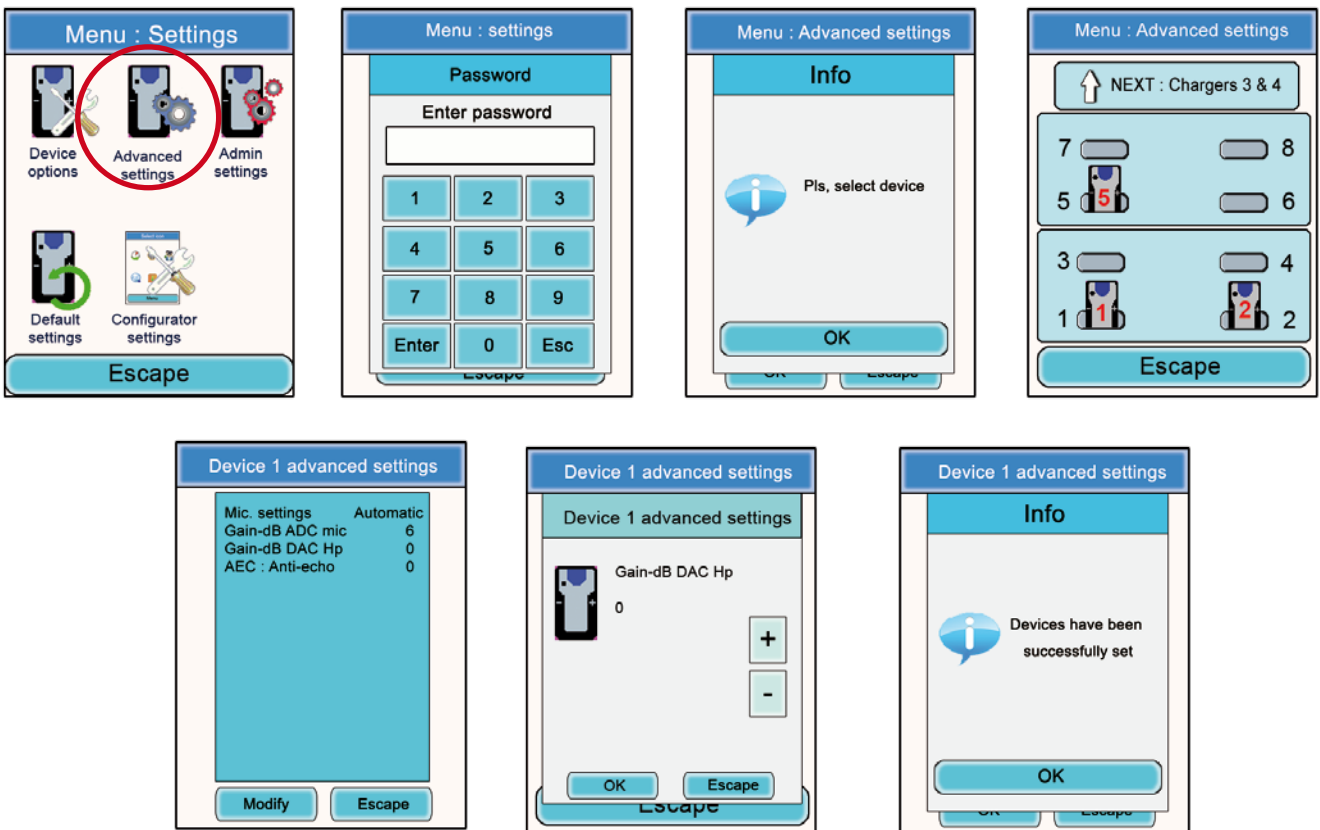 Menu : Settings
Device options
Advanced settings
Admin settings
Default settings
Configurator settings
Escape
Menu : settings
Password
Enter password
1 2 3
4 5 6
7 8 9
Enter 0 Esc
Escape
Menu : Advanced settings
Info
Pls, select device
OK
OK Escape
Menu : Advanced settings
NEXT : Chargers 3 & 4
7 8
5 5 6
3 4
1 1 2 2
Escape
Device 1 advanced settings
Mic. settings Automatic
Gain-dB ADC mic 6
Gain-dB DAC Hp 0
AEC : Anti-echo 0
Modify Escape
Device 1 advanced settings
Device 1 advanced settings
Gain-dB DAC Hp
0
+
-
OK Escape
Escape
Device 1 advanced settings
Info
Devices have been
successfully set
OK
OK Escape